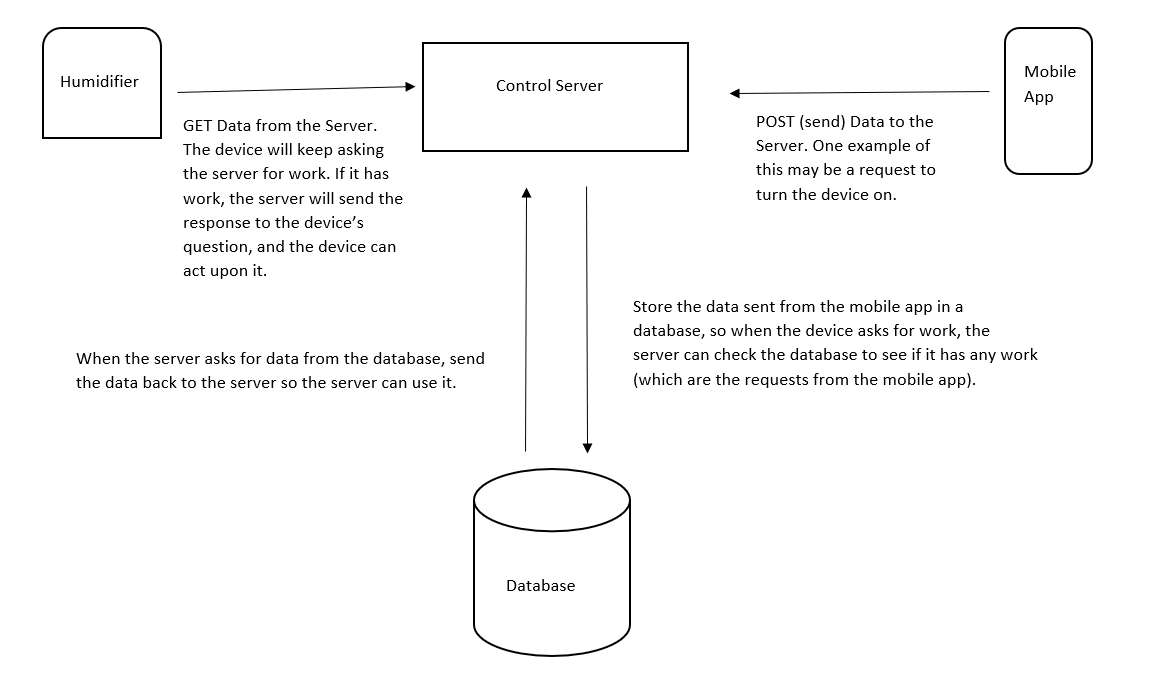 Humidifier
Control Server
Mobile
App
GET Data from the Server.
The device will keep asking
the server for work. If it has
work, the server will send the
response to the device’s
question, and the device can
act upon it.
POST (send) Data to the
Server. One example of
this may be a request to
turn the device on.
When the server asks for data from the database, send
the data back to the server so the server can use it.
Store the data sent from the mobile app in a
database, so when the device asks for work, the
server can check the database to see if it has any work
(which are the requests from the mobile app).
Database